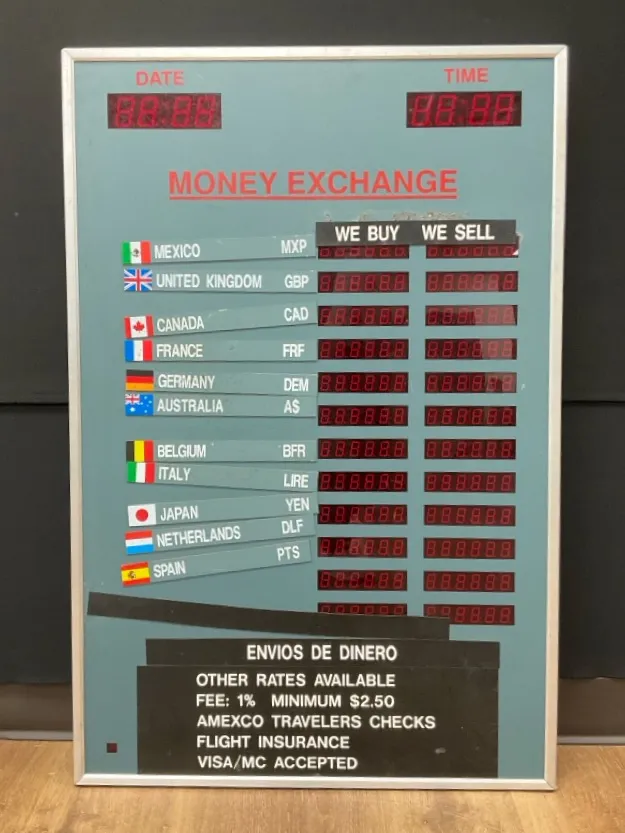 DATE TIME
MONEY EXCHANGE
WE BUY WE SELL
MEXICO MXP
UNITED KINGDOM GBP
CANADA CAD
FRANCE FRF
GERMANY DEM
AUSTRALIA A$
BELGIUM BFR
ITALY LIRE
JAPAN YEN
NETHERLANDS DLF
SPAIN PTS
ENVIOS DE DINERO
OTHER RATES AVAILABLE
FEE: 1% MINIMUM $2.50
AMEXCO TRAVELERS CHECKS
FLIGHT INSURANCE
VISA/MC ACCEPTED